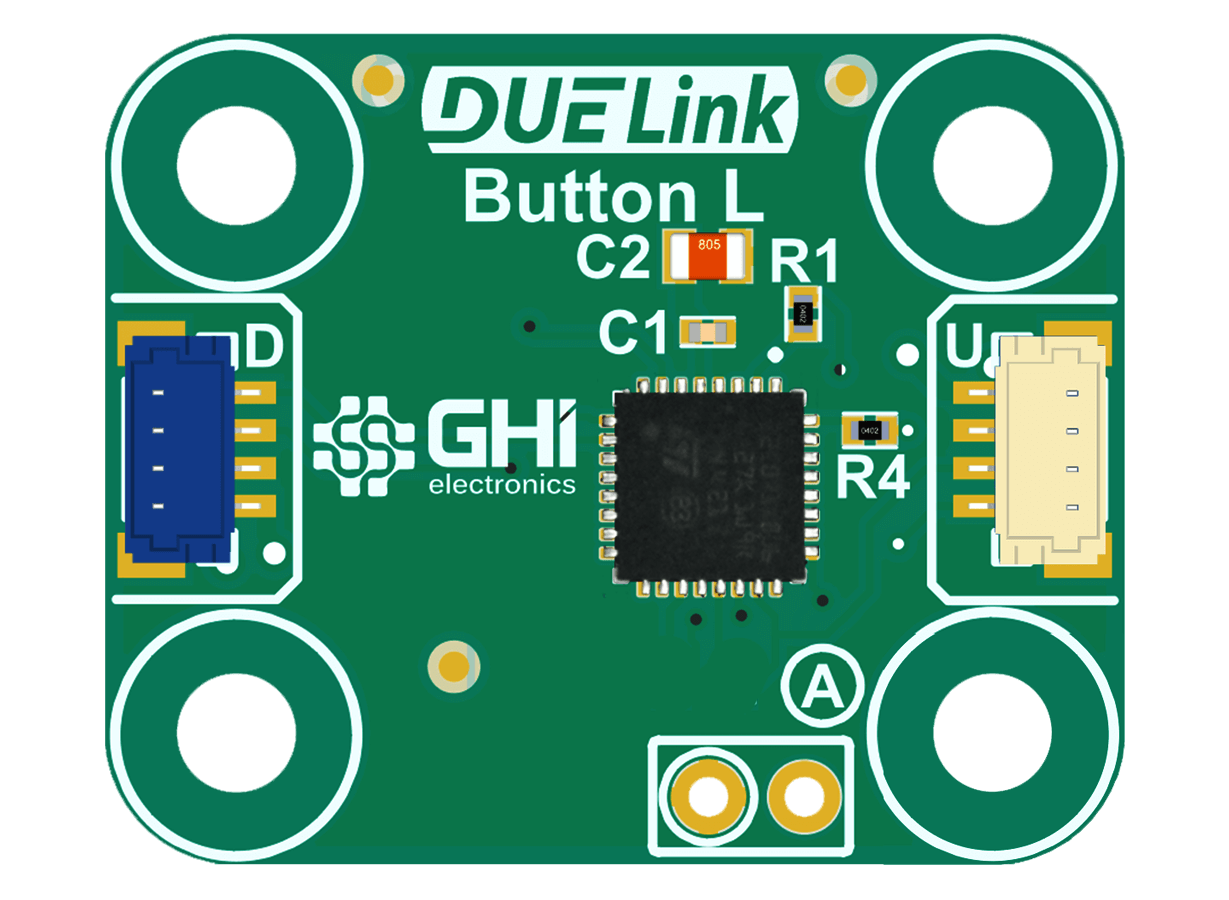 DUELink
Button L
C2
805
R1
0402
C1
D
U
GHI
electronics
0402
R4
A